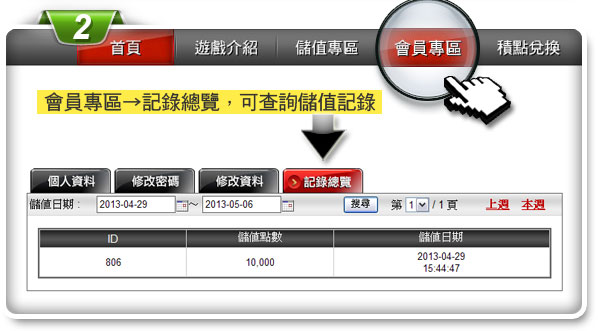 2
首頁 遊戲介紹 儲值專區 會員專區 積點兌換
會員專區→記錄總覽，可查詢儲值記錄
個人資料 修改密碼 修改資料 記錄總覽
儲值日期： 2013-04-29 ～ 2013-05-06 搜尋 第 1 / 1 頁 上週 本週
ID 儲值點數 儲值日期
806 10,000 2013-04-29
15:44:47